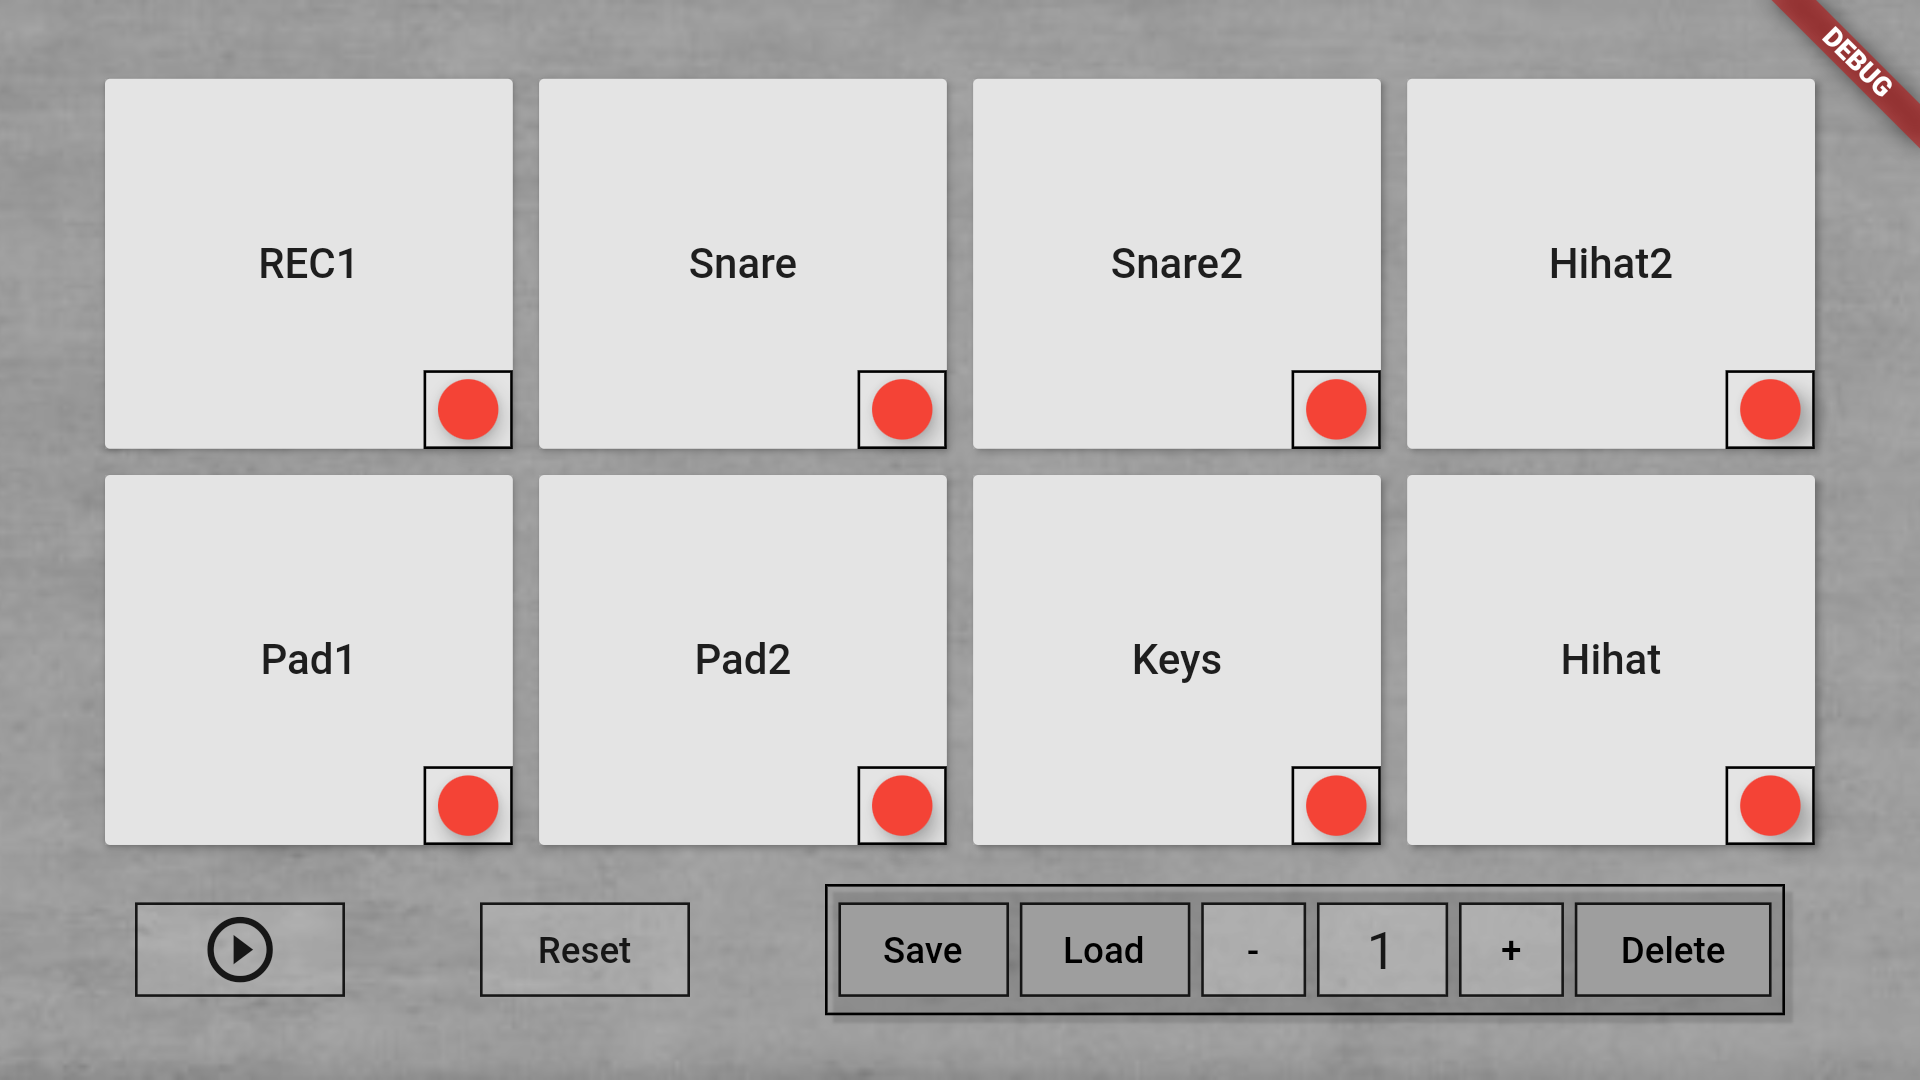 DEBUG
REC1
Snare
Snare2
Hihat2
Pad1
Pad2
Keys
Hihat
Reset
Save
Load
-
1
+
Delete